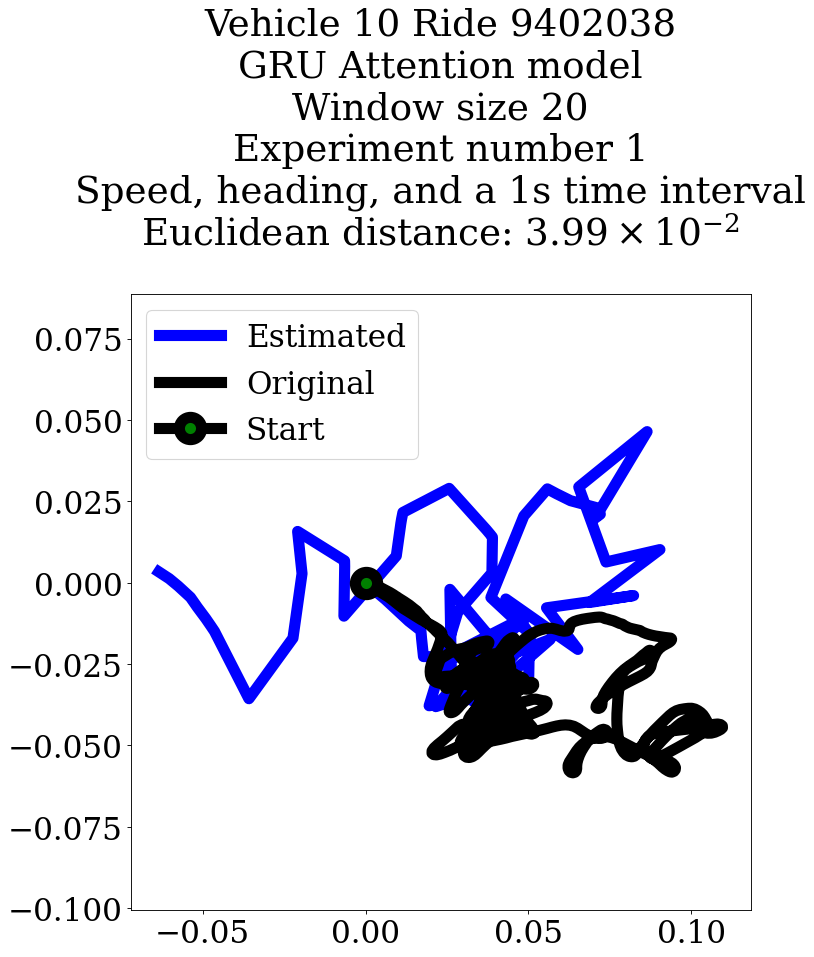 Vehicle 10 Ride 9402038
GRU Attention model
Window size 20
Experiment number 1
Speed, heading, and a 1s time interval
Euclidean distance: 3.99 × 10⁻²
Estimated
Original
Start
0.075
0.050
0.025
0.000
−0.025
−0.050
−0.075
−0.100
−0.05 0.00 0.05 0.10